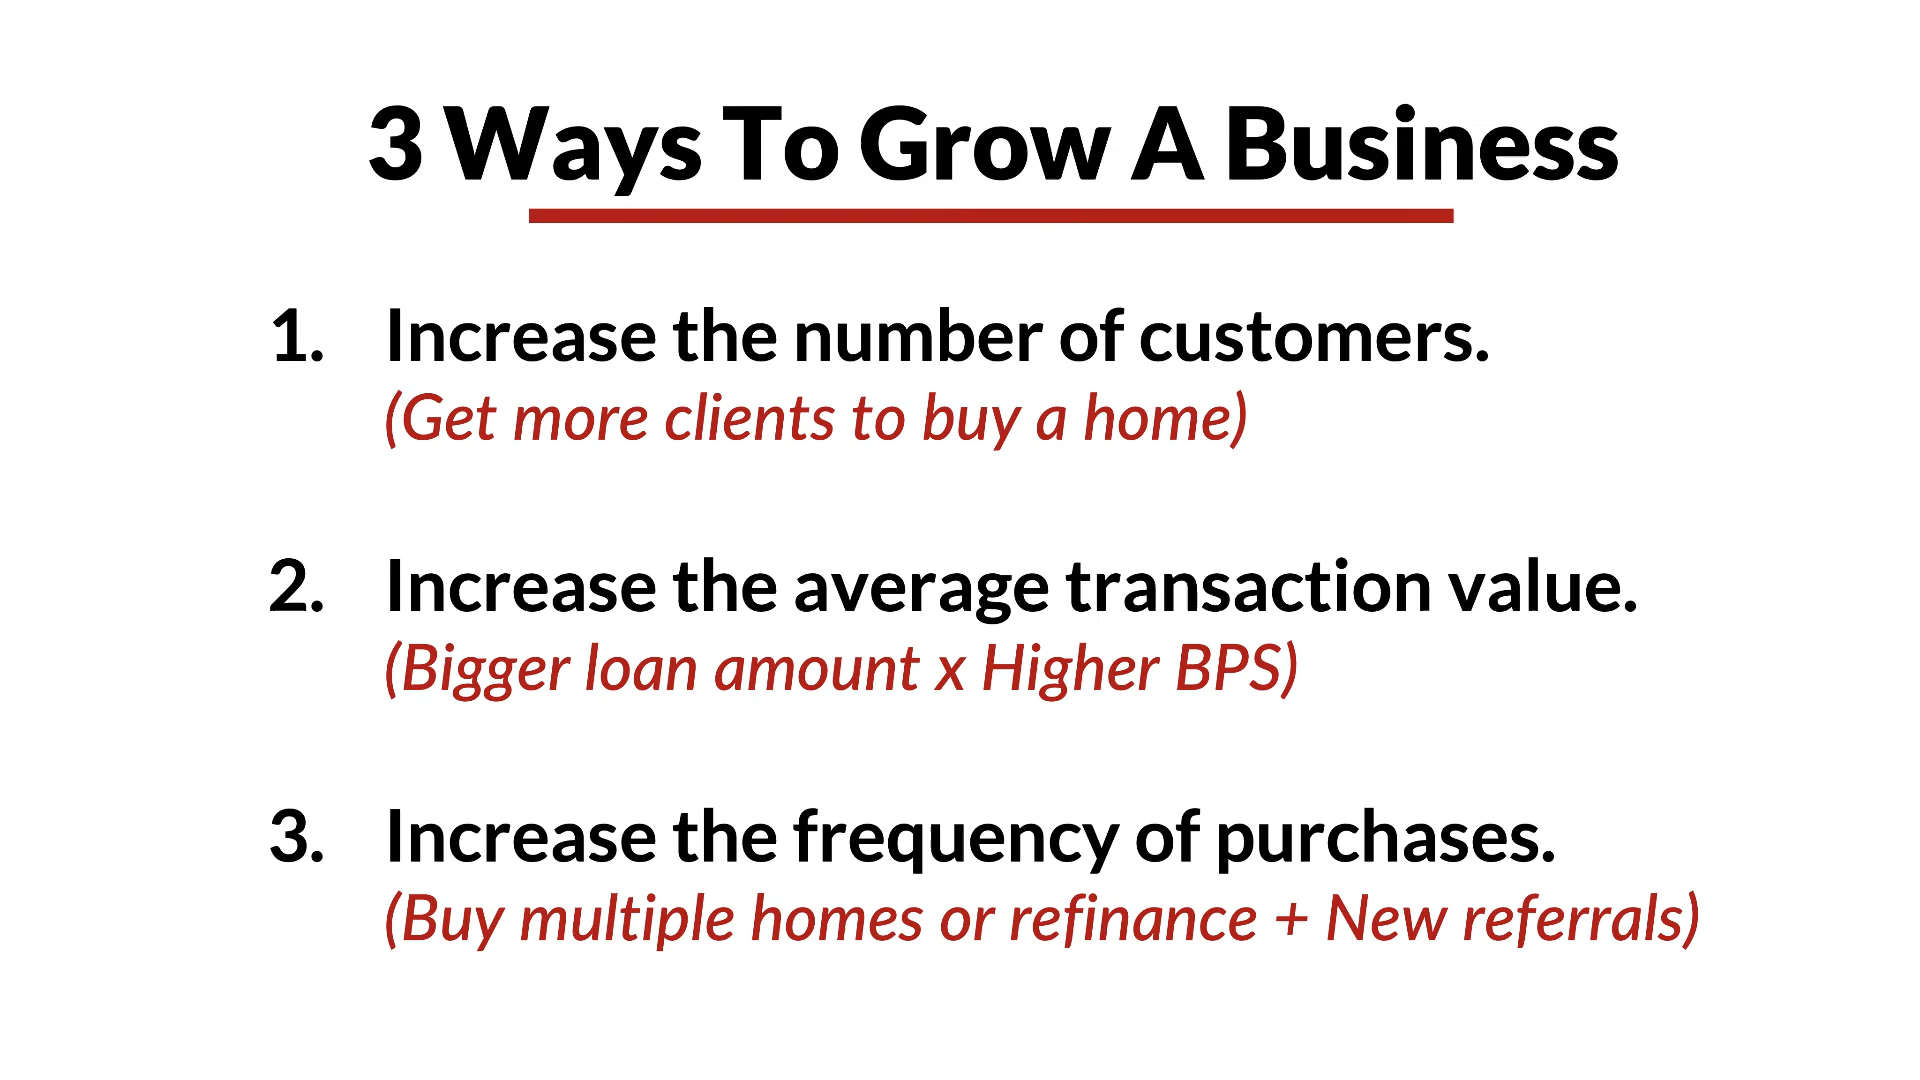 3 Ways To Grow A Business
1. Increase the number of customers.
(Get more clients to buy a home)
2. Increase the average transaction value.
(Bigger loan amount x Higher BPS)
3. Increase the frequency of purchases.
(Buy multiple homes or refinance + New referrals)